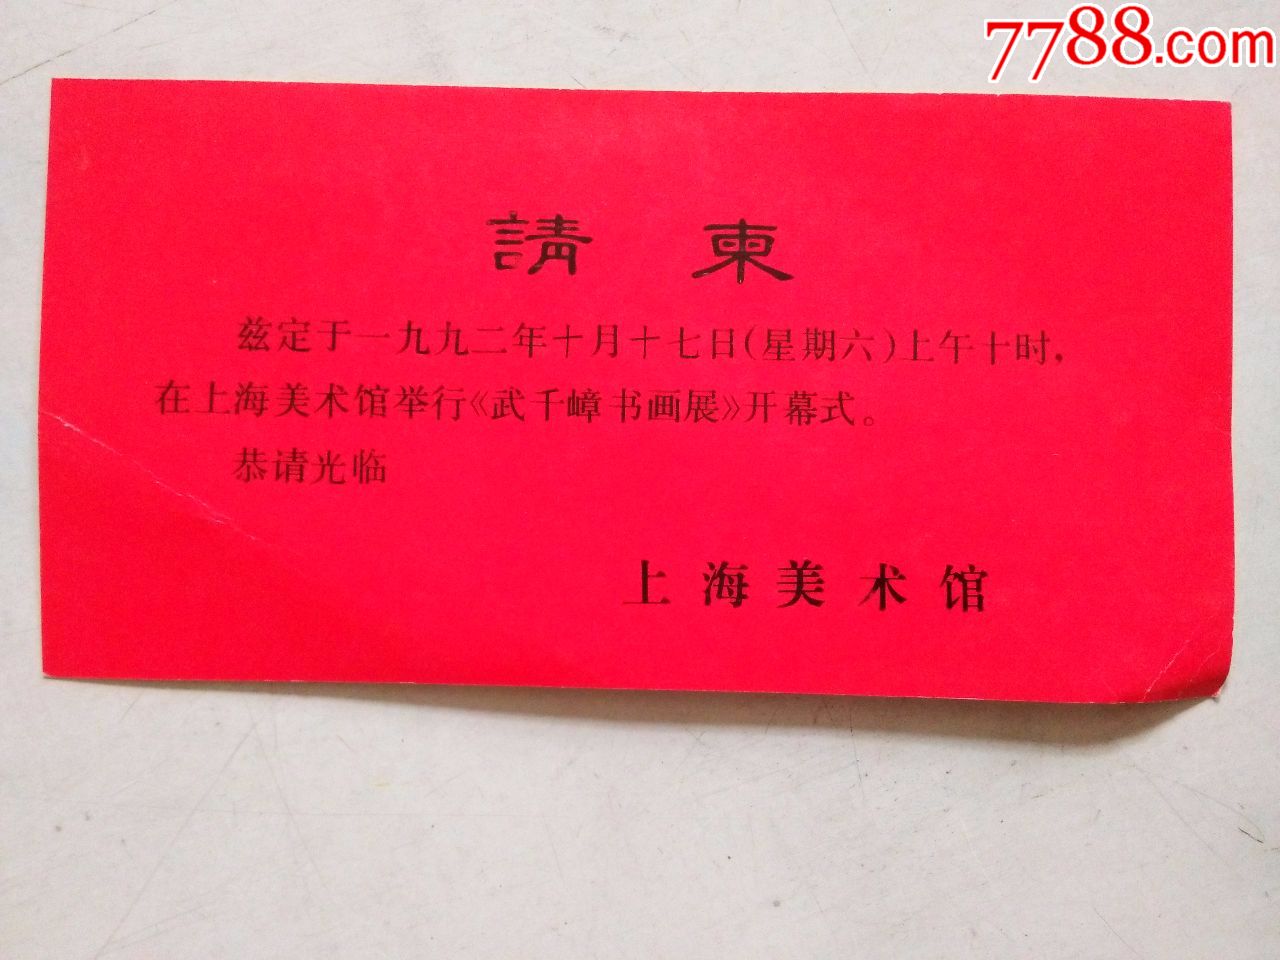 7788.com
請柬
兹定于一九九二年十月十七日(星期六)上午十时,
在上海美术馆举行《武千嶂书画展》开幕式。
恭请光临
上海美术馆